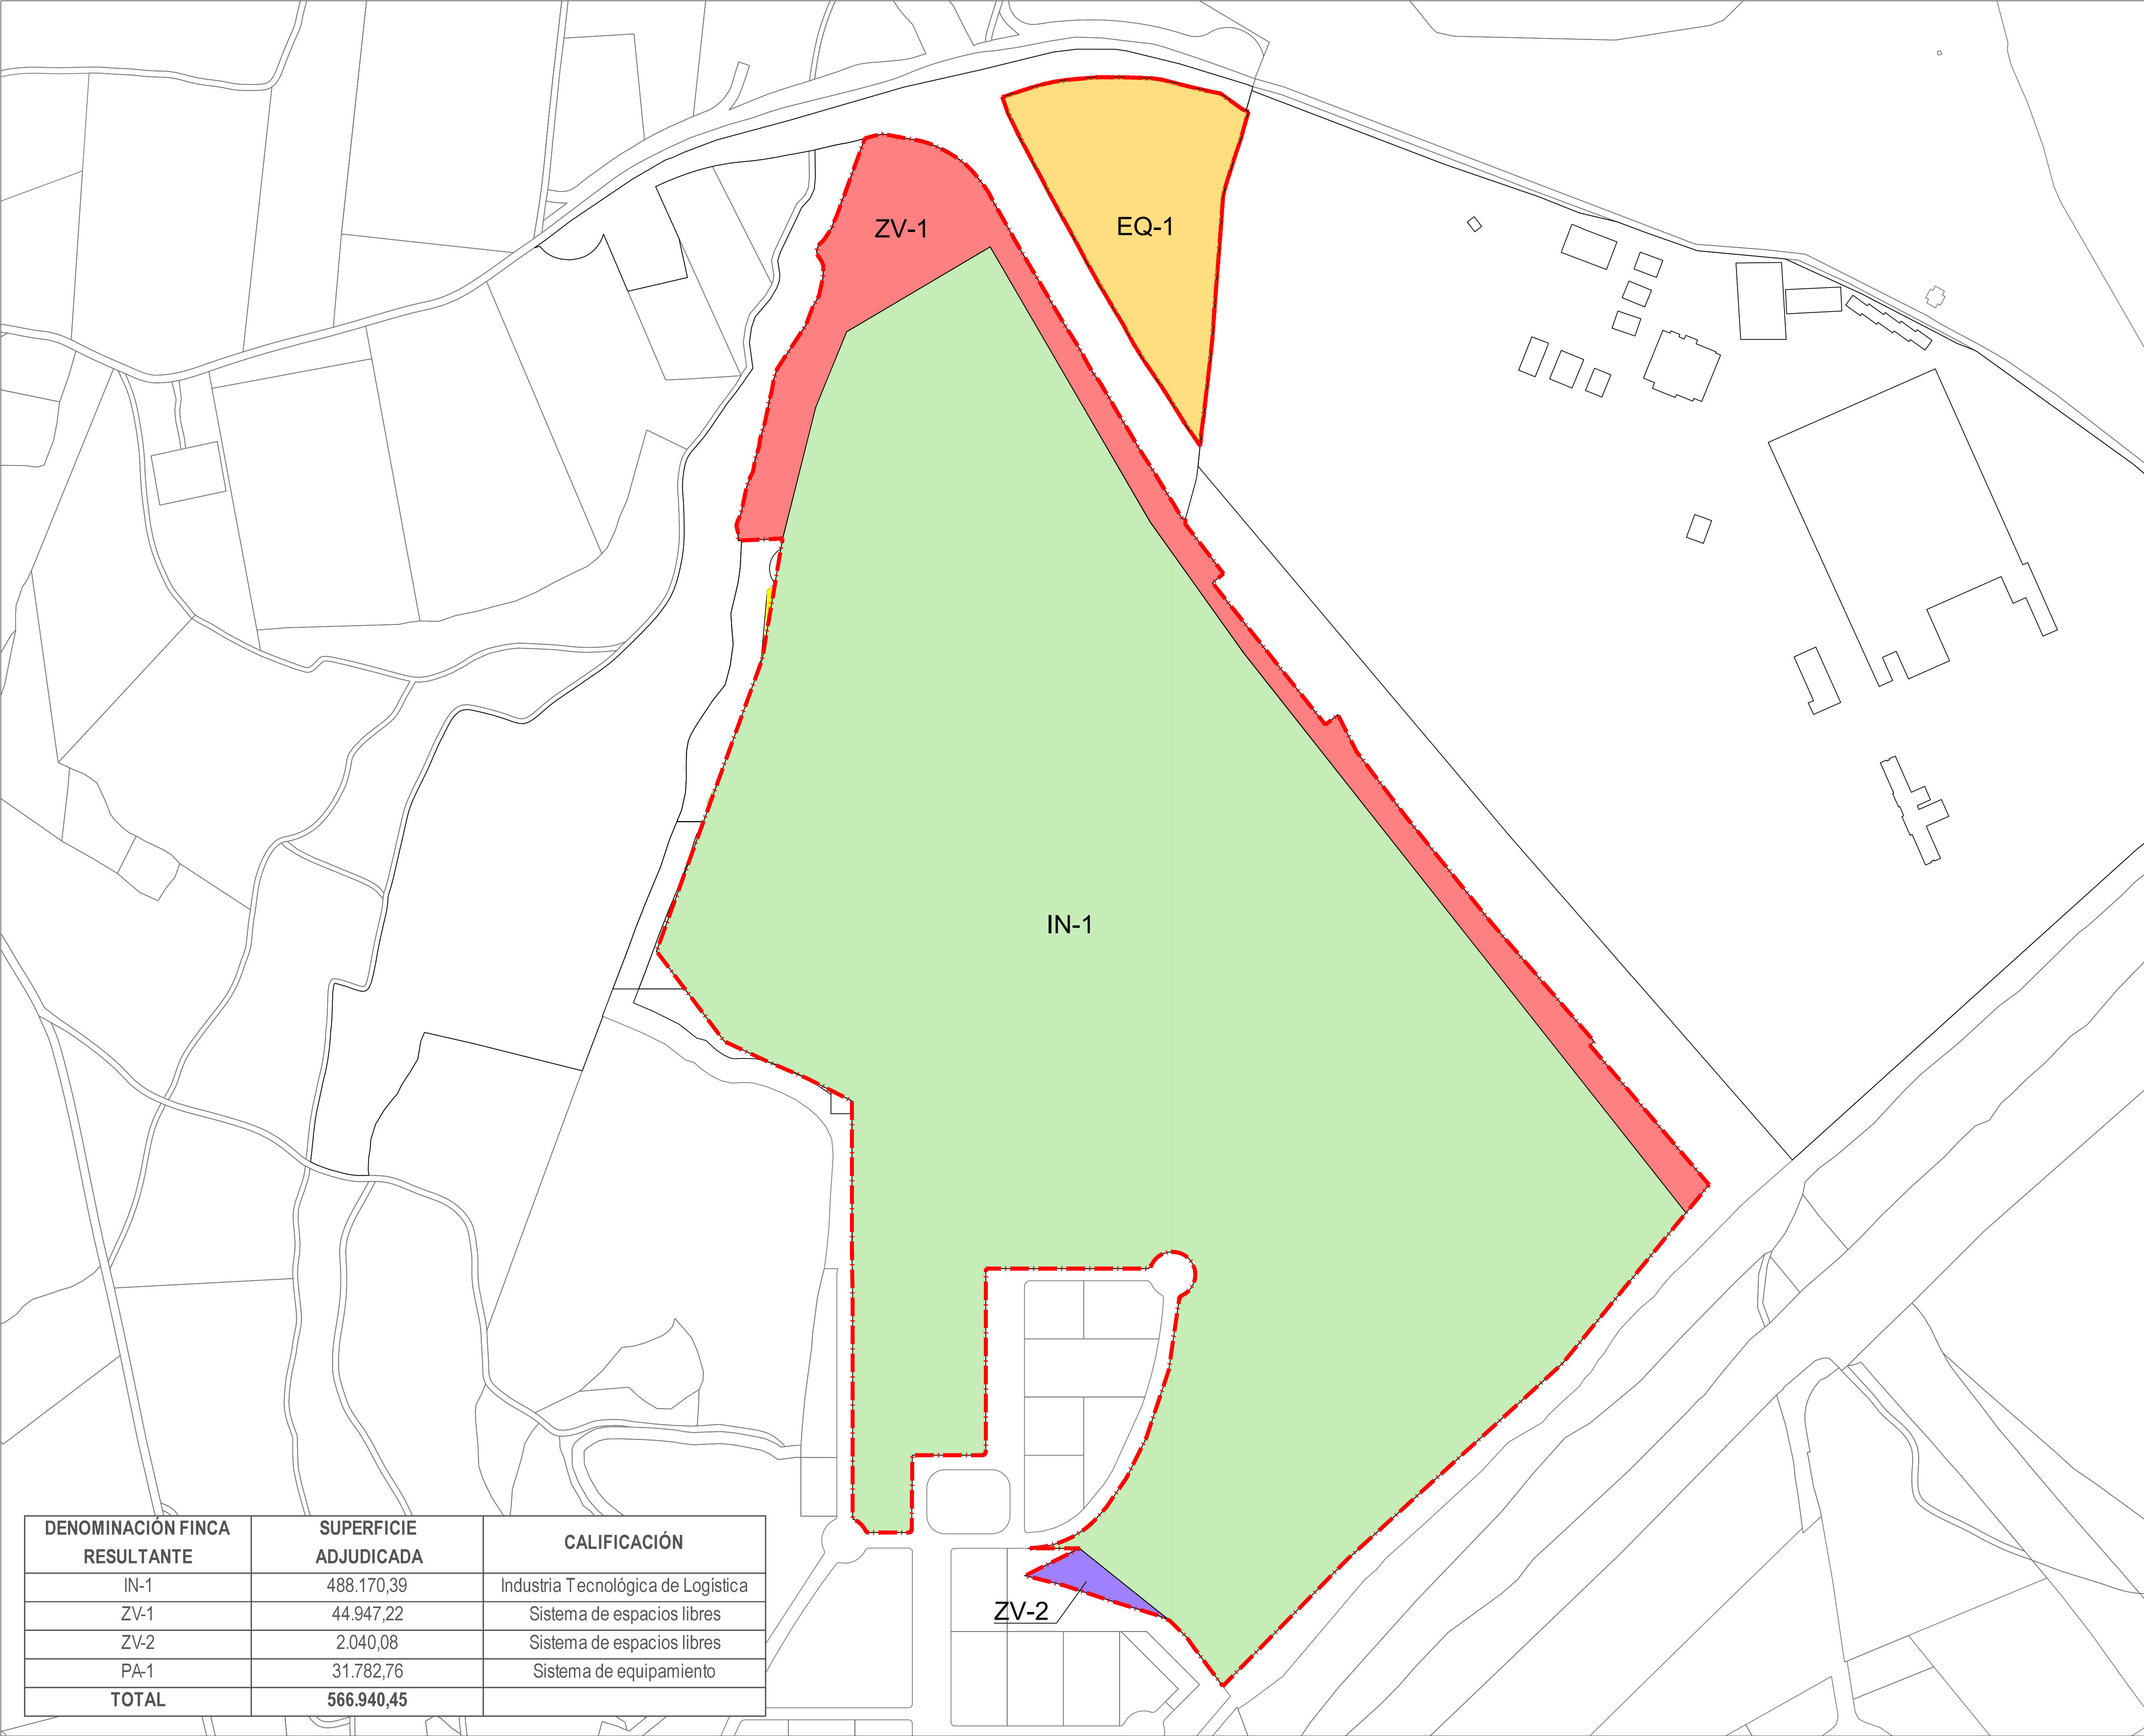 EQ-1
ZV-1
IN-1
ZV-2
DENOMINACIÓN FINCA RESULTANTE SUPERFICIE ADJUDICADA CALIFICACIÓN
IN-1 488.170,39 Industria Tecnológica de Logística
ZV-1 44.947,22 Sistema de espacios libres
ZV-2 2.040,08 Sistema de espacios libres
PA-1 31.782,76 Sistema de equipamiento
TOTAL 566.940,45